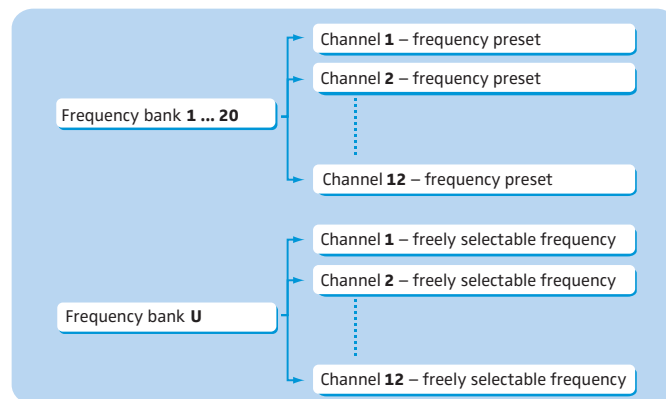 Channel 1 – frequency preset
Channel 2 – frequency preset
Frequency bank 1 ... 20
Channel 12 – frequency preset
Channel 1 – freely selectable frequency
Channel 2 – freely selectable frequency
Frequency bank U
Channel 12 – freely selectable frequency